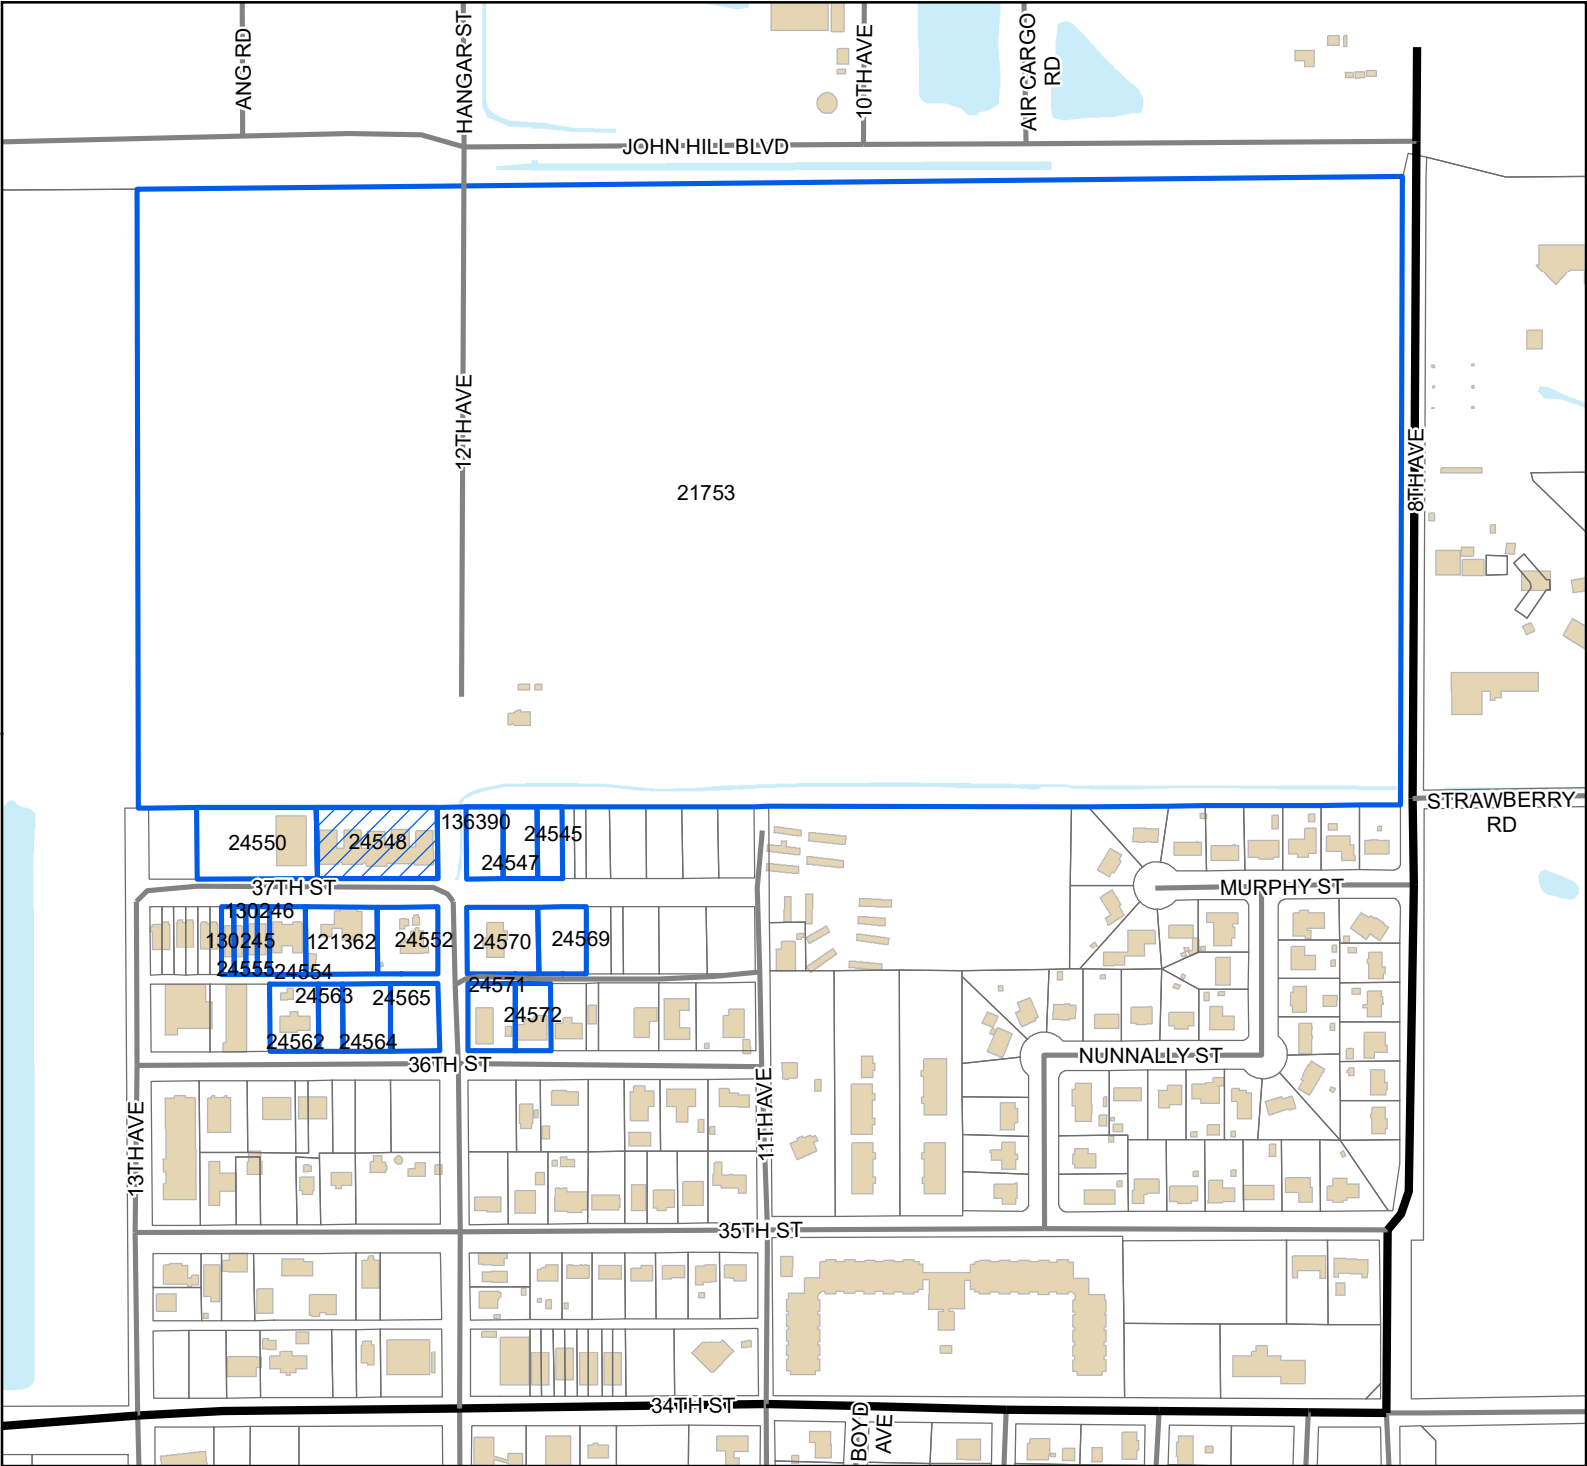 ANG RD
HANGAR ST
10TH AVE
AIR CARGO
RD
JOHN HILL BLVD
12TH AVE
8TH AVE
21753
STRAWBERRY
RD
24550
24548
136390
24545
24547
37TH ST
MURPHY ST
130246
130245
121362
24552
24570
24569
24555
24554
24563
24565
24571
24572
24562
24564
36TH ST
NUNNALLY ST
13TH AVE
11TH AVE
35TH ST
34TH ST
BOYD
AVE